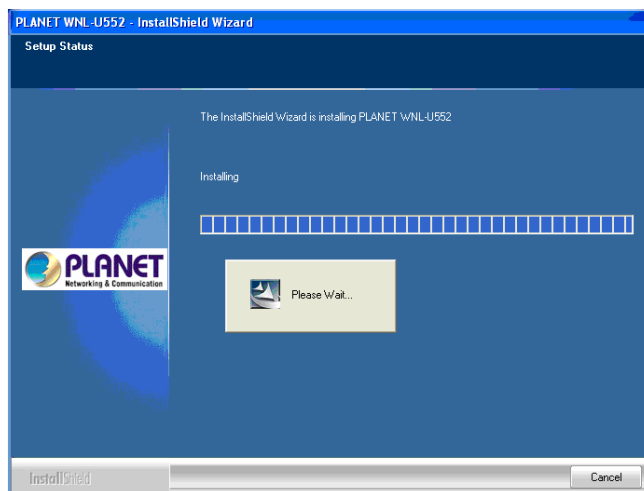 PLANET WNL-U552 - InstallShield Wizard
Setup Status
The InstallShield Wizard is installing PLANET WNL-U552
Installing
PLANET
Networking & Communication
Please Wait...
InstallShield
Cancel